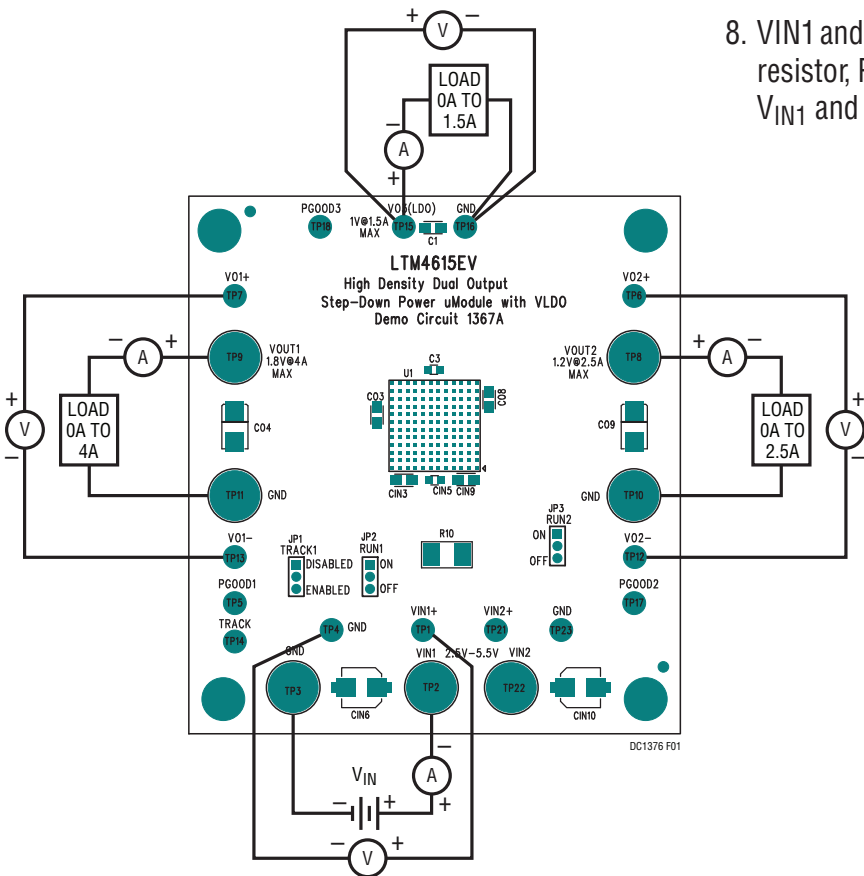 + V −
8. VIN1 and
resistor, R
VIN1 and
LOAD
0A TO
1.5A
−
A
+
PGOOD3
TP18
VO3(LDO)
1V@1.5A
MAX
TP15
C1
GND
TP16
LTM4615EV
High Density Dual Output
Step-Down Power uModule with VLDO
Demo Circuit 1367A
VO1+
TP7
VO2+
TP6
− A +
TP9
VOUT1
1.8V@4A
MAX
VOUT2
1.2V@2.5A
MAX
TP8
+ A −
C3
U1
CO3
CO8
4
+
V
−
LOAD
0A TO
4A
CO4
CO9
LOAD
0A TO
2.5A
+
V
−
TP11
GND
CIN3
CIN5
CIN9
GND
TP10
VO1-
TP13
JP1
TRACK1
DISABLED
ENABLED
JP2
RUN1
ON
OFF
R10
JP3
RUN2
ON
OFF
VO2-
TP12
PGOOD1
TP5
PGOOD2
TP17
TRACK
TP14
TP4
GND
VIN1+
TP1
VIN2+
TP21
GND
TP23
GND
TP3
CIN6
VIN1 2.5V-5.5V VIN2
TP2
TP22
CIN10
DC1376 F01
−
A
+
VIN
− +
− V +